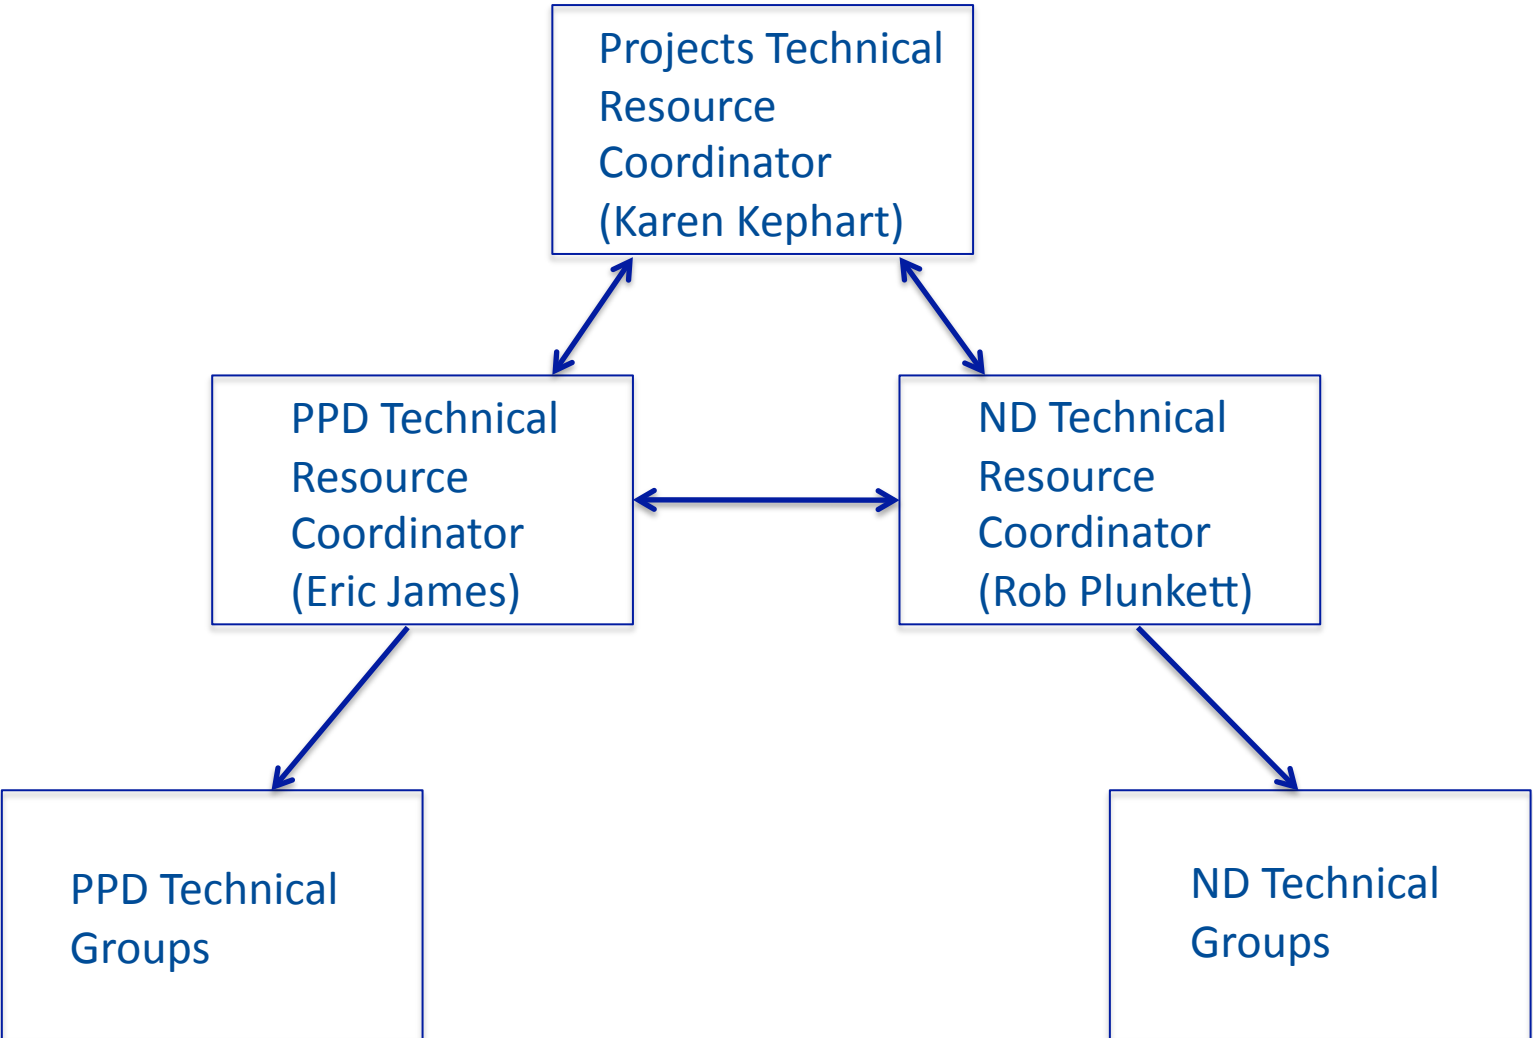 Projects Technical
Resource
Coordinator
(Karen Kephart)
PPD Technical
Resource
Coordinator
(Eric James)
ND Technical
Resource
Coordinator
(Rob Plunkett)
PPD Technical
Groups
ND Technical
Groups